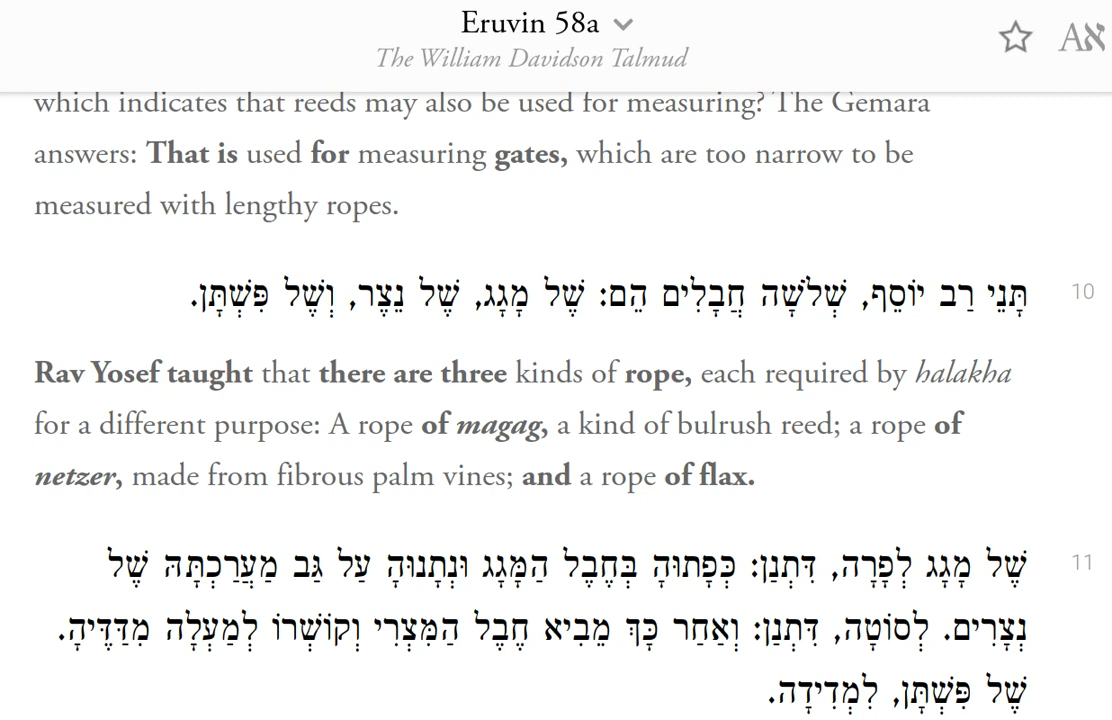 Eruvin 58a
The William Davidson Talmud
Aא
which indicates that reeds may also be used for measuring? The Gemara
answers: That is used for measuring gates, which are too narrow to be
measured with lengthy ropes.
תָּנֵי רַב יוֹסֵף, שְׁלֹשָׁה חֲבָלִים הֵם: שֶׁל מָגָג, שֶׁל נֵצֶר, וְשֶׁל פִּשְׁתָּן.
10
Rav Yosef taught that there are three kinds of rope, each required by halakha
for a different purpose: A rope of magag, a kind of bulrush reed; a rope of
netzer, made from fibrous palm vines; and a rope of flax.
שֶׁל מָגָג לְפָרָה, דִּתְנַן: כְּפָתוּהָ בְּחֶבֶל הַמָּגָג וּנְתָנוּהָ עַל גַּב מַעֲרַכְתָּהּ שֶׁל
11
נְצָרִים. לְסוֹטָה, דִּתְנַן: וְאַחַר כָּךְ מֵבִיא חֶבֶל הַמִּצְרִי וְקוֹשְׁרוֹ לְמַעְלָה מִדַּדֶּיהָ.
שֶׁל פִּשְׁתָּן, לִמְדִידָה.